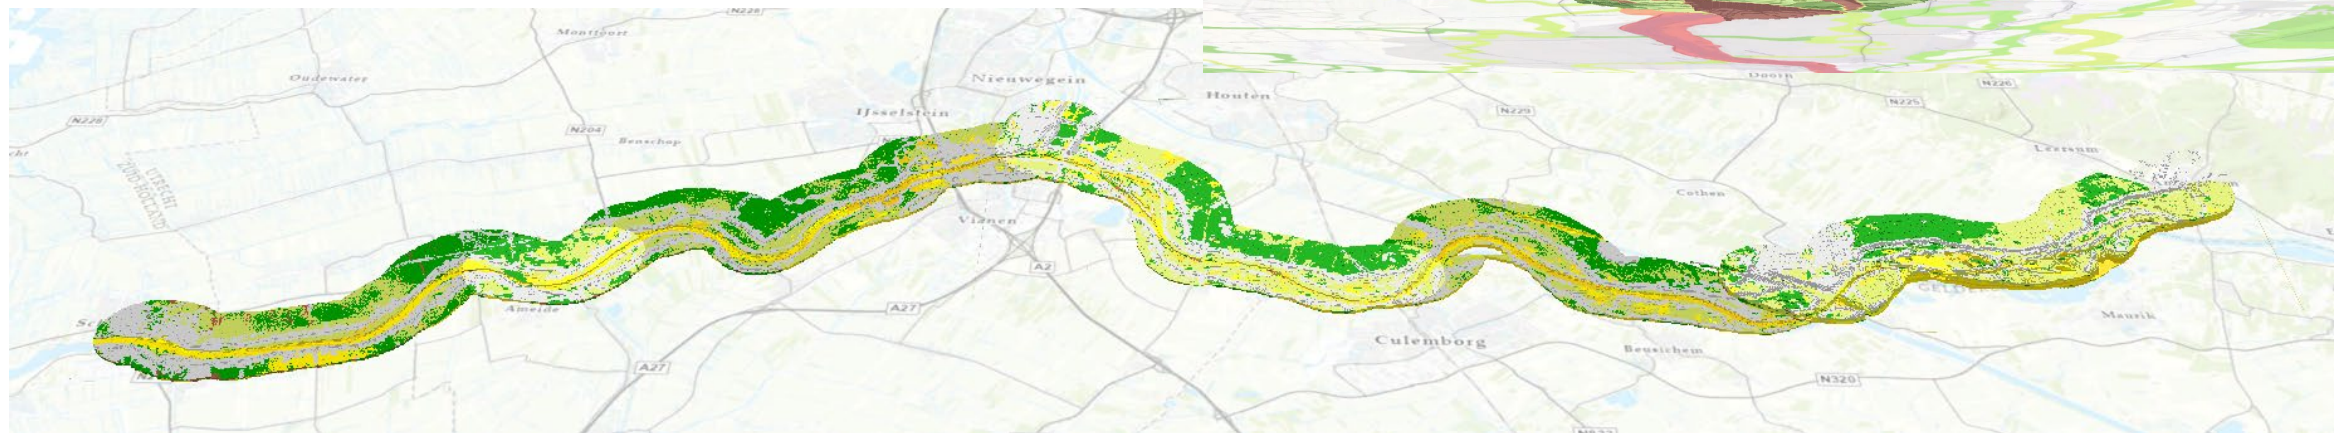 N228
Montfoort
Oudewater
Nieuwegein
Doorn
N226
Houten
N225
IJsselstein
N229
N228
N204
Benschop
Leersum
UTRECHT
ZUID-HOLLAND
Cothen
Vianen
A2
A27
Ameide
Maurik
Culemborg
Beusichem
A27
N320